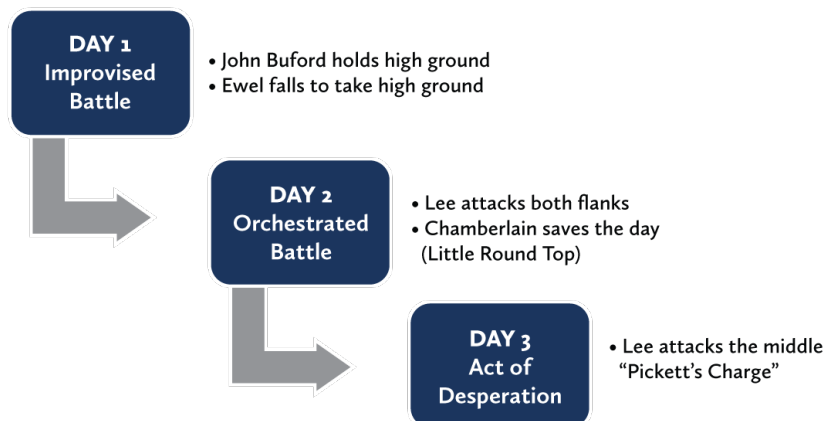 DAY 1
Improvised
Battle
• John Buford holds high ground
• Ewel falls to take high ground
DAY 2
Orchestrated
Battle
• Lee attacks both flanks
• Chamberlain saves the day
(Little Round Top)
DAY 3
Act of
Desperation
• Lee attacks the middle
“Pickett’s Charge”